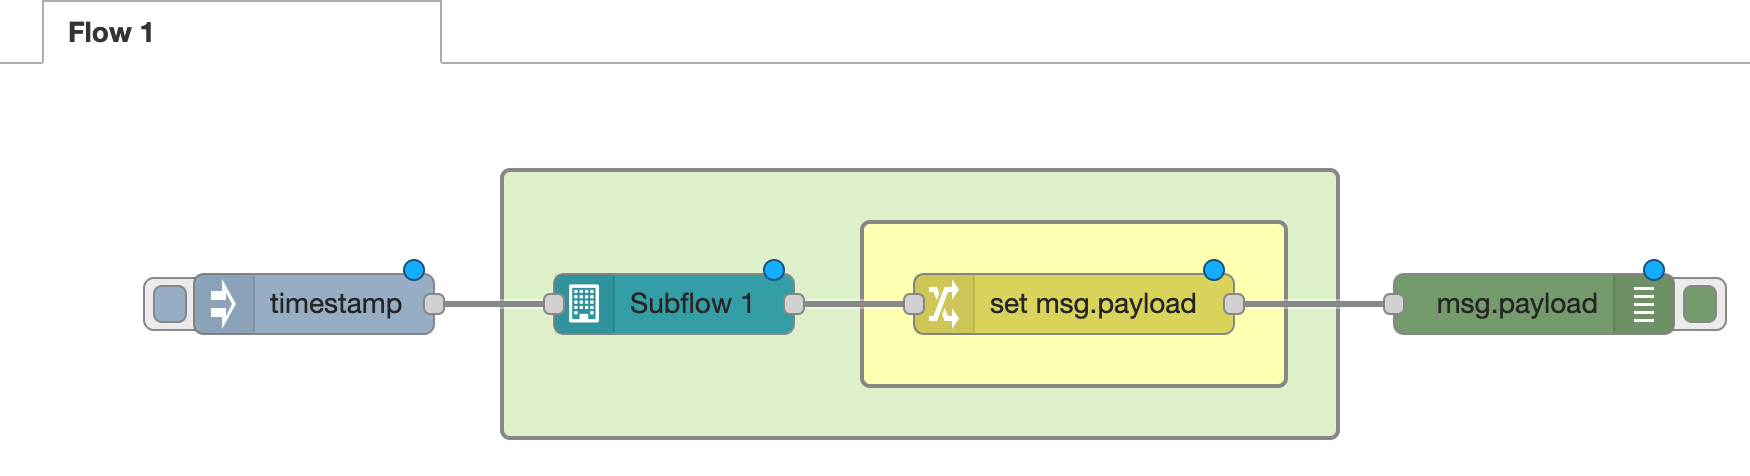 Flow 1
timestamp
Subflow 1
set msg.payload
msg.payload